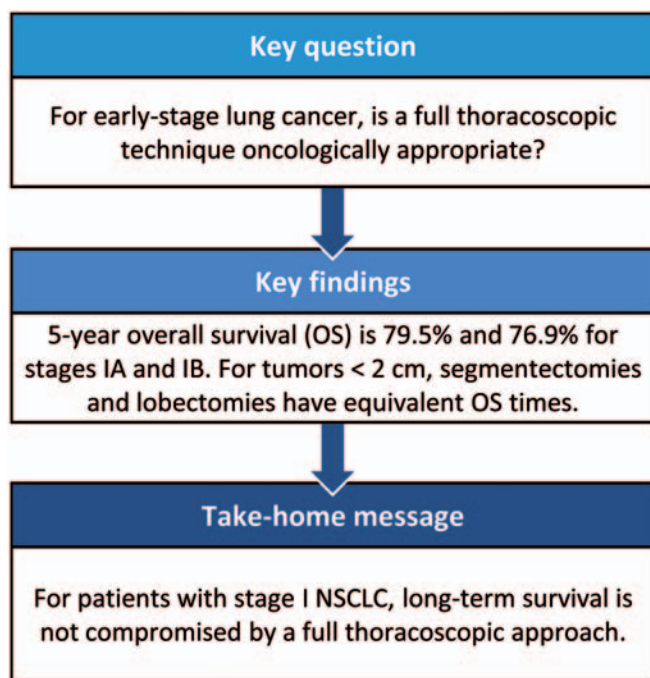 Key question
For early-stage lung cancer, is a full thoracoscopic
technique oncologically appropriate?
Key findings
5-year overall survival (OS) is 79.5% and 76.9% for
stages IA and IB. For tumors < 2 cm, segmentectomies
and lobectomies have equivalent OS times.
Take-home message
For patients with stage I NSCLC, long-term survival is
not compromised by a full thoracoscopic approach.